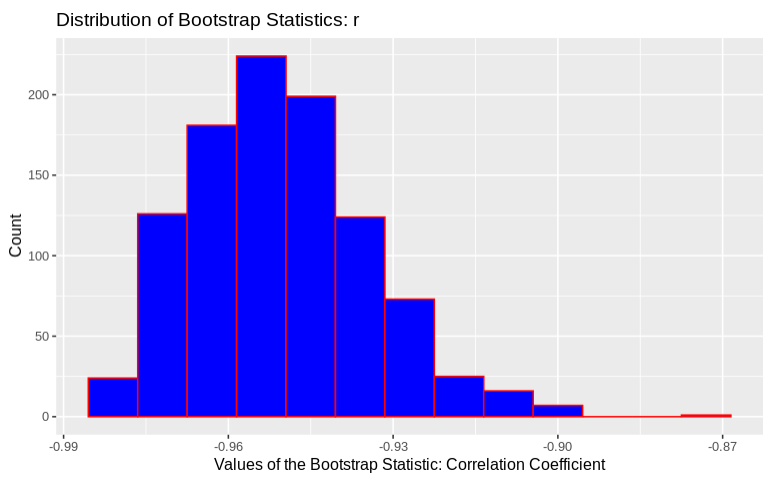 Distribution of Bootstrap Statistics: r
Count
200
150
100
50
0
-0.99 -0.96 -0.93 -0.90 -0.87
Values of the Bootstrap Statistic: Correlation Coefficient